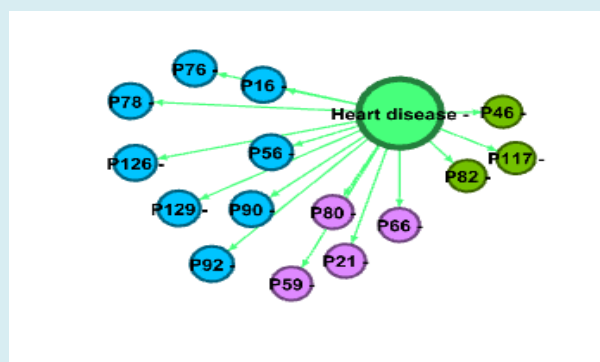 P76 -
P16 -
P78 -
Heart disease -
P46 -
P126 -
P56 -
P117 -
P82 -
P129 -
P90 -
P80 -
P66 -
P92 -
P21 -
P59 -